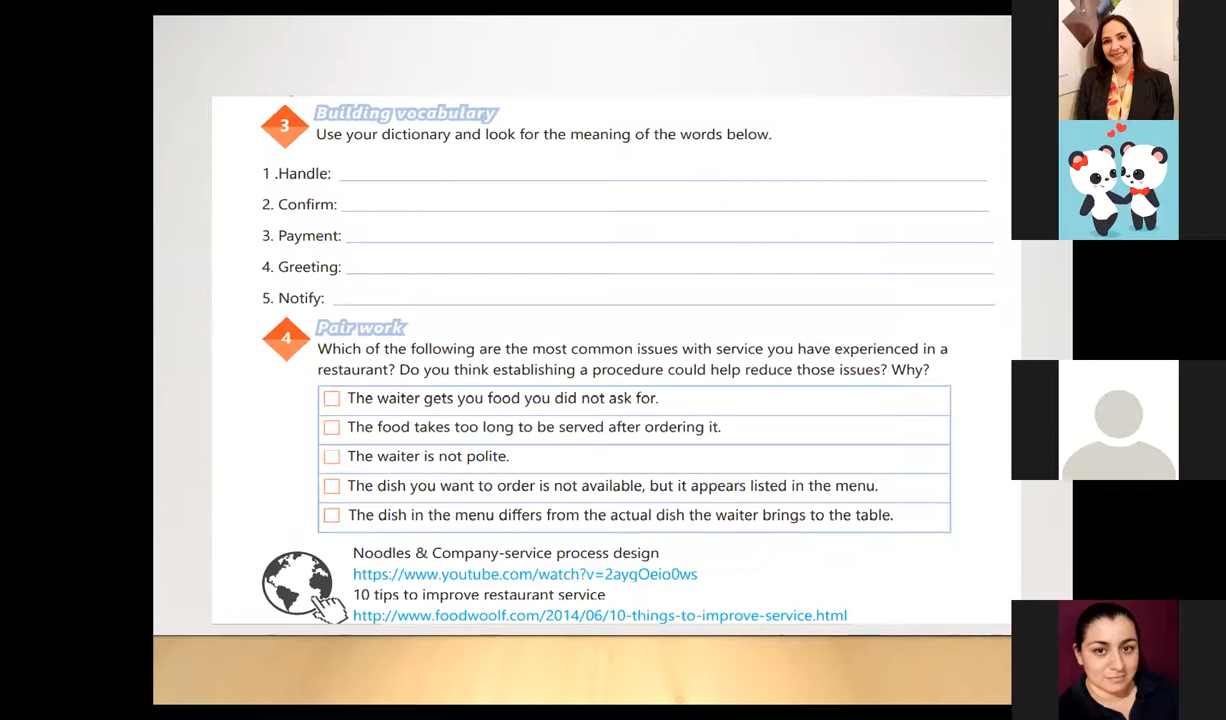 3
Building vocabulary
Use your dictionary and look for the meaning of the words below.
1 .Handle:
2. Confirm:
3. Payment:
4. Greeting:
5. Notify:
4
Pair work
Which of the following are the most common issues with service you have experienced in a
restaurant? Do you think establishing a procedure could help reduce those issues? Why?
The waiter gets you food you did not ask for.
The food takes too long to be served after ordering it.
The waiter is not polite.
The dish you want to order is not available, but it appears listed in the menu.
The dish in the menu differs from the actual dish the waiter brings to the table.
Noodles & Company-service process design
https://www.youtube.com/watch?v=2aygOeio0ws
10 tips to improve restaurant service
http://www.foodwoolf.com/2014/06/10-things-to-improve-service.html